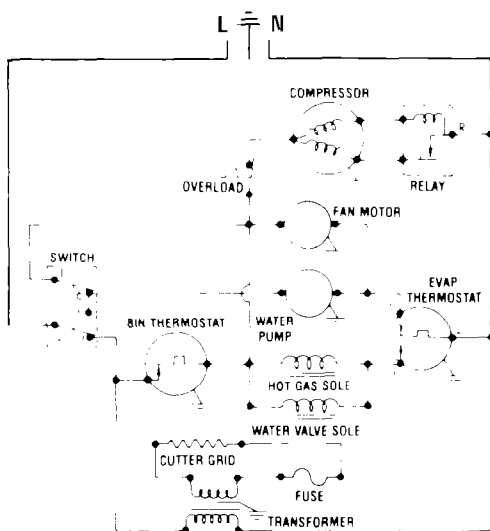 L N
COMPRESSOR
R
OVERLOAD
RELAY
FAN MOTOR
SWITCH
EVAP
THERMOSTAT
BIN THERMOSTAT
WATER
PUMP
HOT GAS SOLE
WATER VALVE SOLE
CUTTER GRID
FUSE
TRANSFORMER